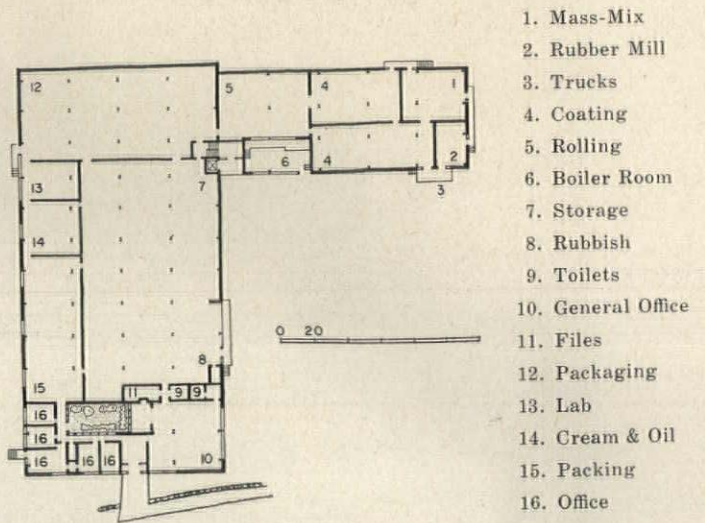 1. Mass-Mix
2. Rubber Mill
3. Trucks
4. Coating
5. Rolling
6. Boiler Room
7. Storage
8. Rubbish
9. Toilets
10. General Office
11. Files
12. Packaging
13. Lab
14. Cream & Oil
15. Packing
16. Office
12
5
4
1
13
6
4
2
7
3
14
0 20
8
15
11
9
9
16
16
16
16
16
10